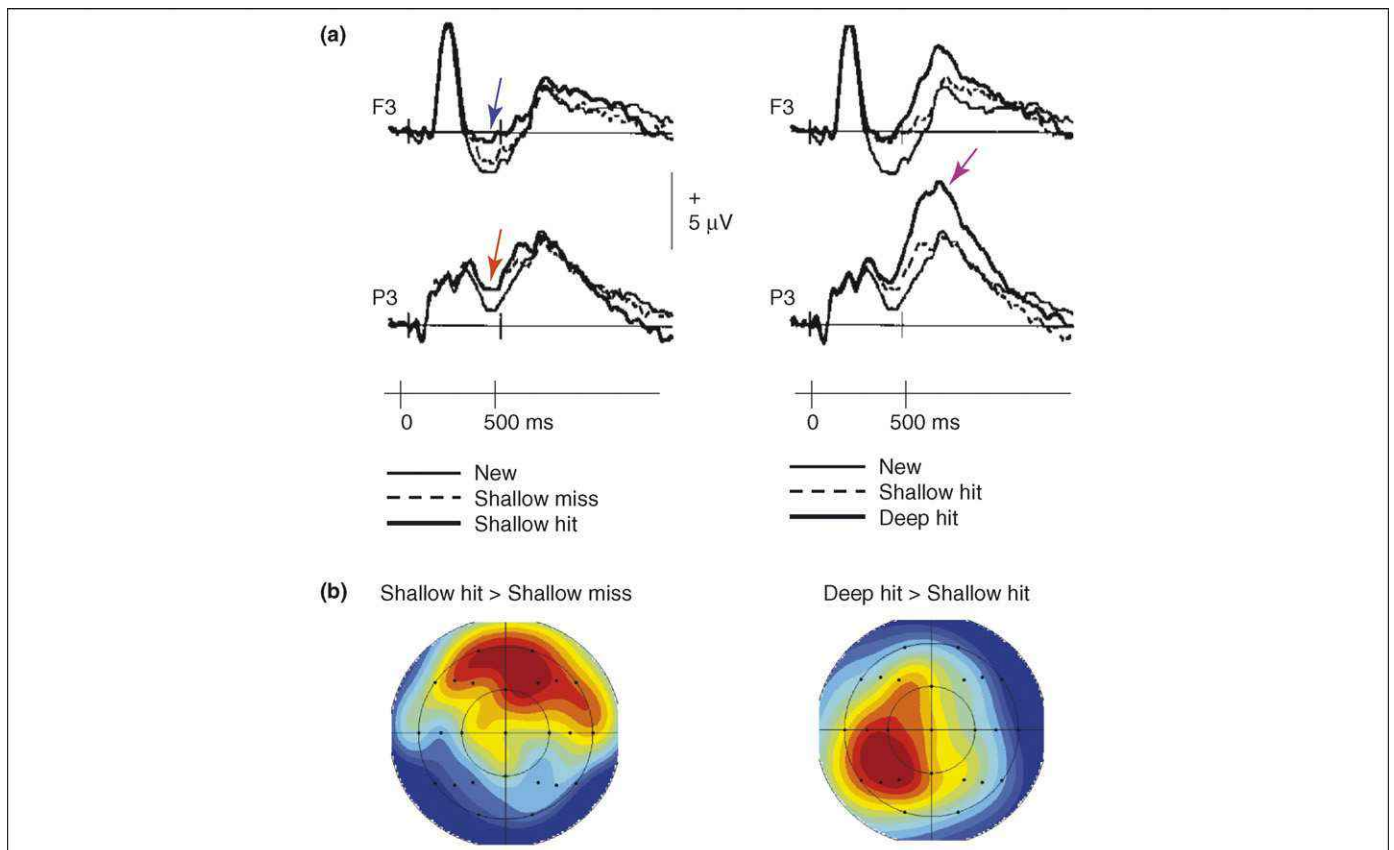 (a)
F3
F3
+
5 μV
P3
P3
0 500 ms
0 500 ms
New
Shallow miss
Shallow hit
New
Shallow hit
Deep hit
(b) Shallow hit > Shallow miss
Deep hit > Shallow hit